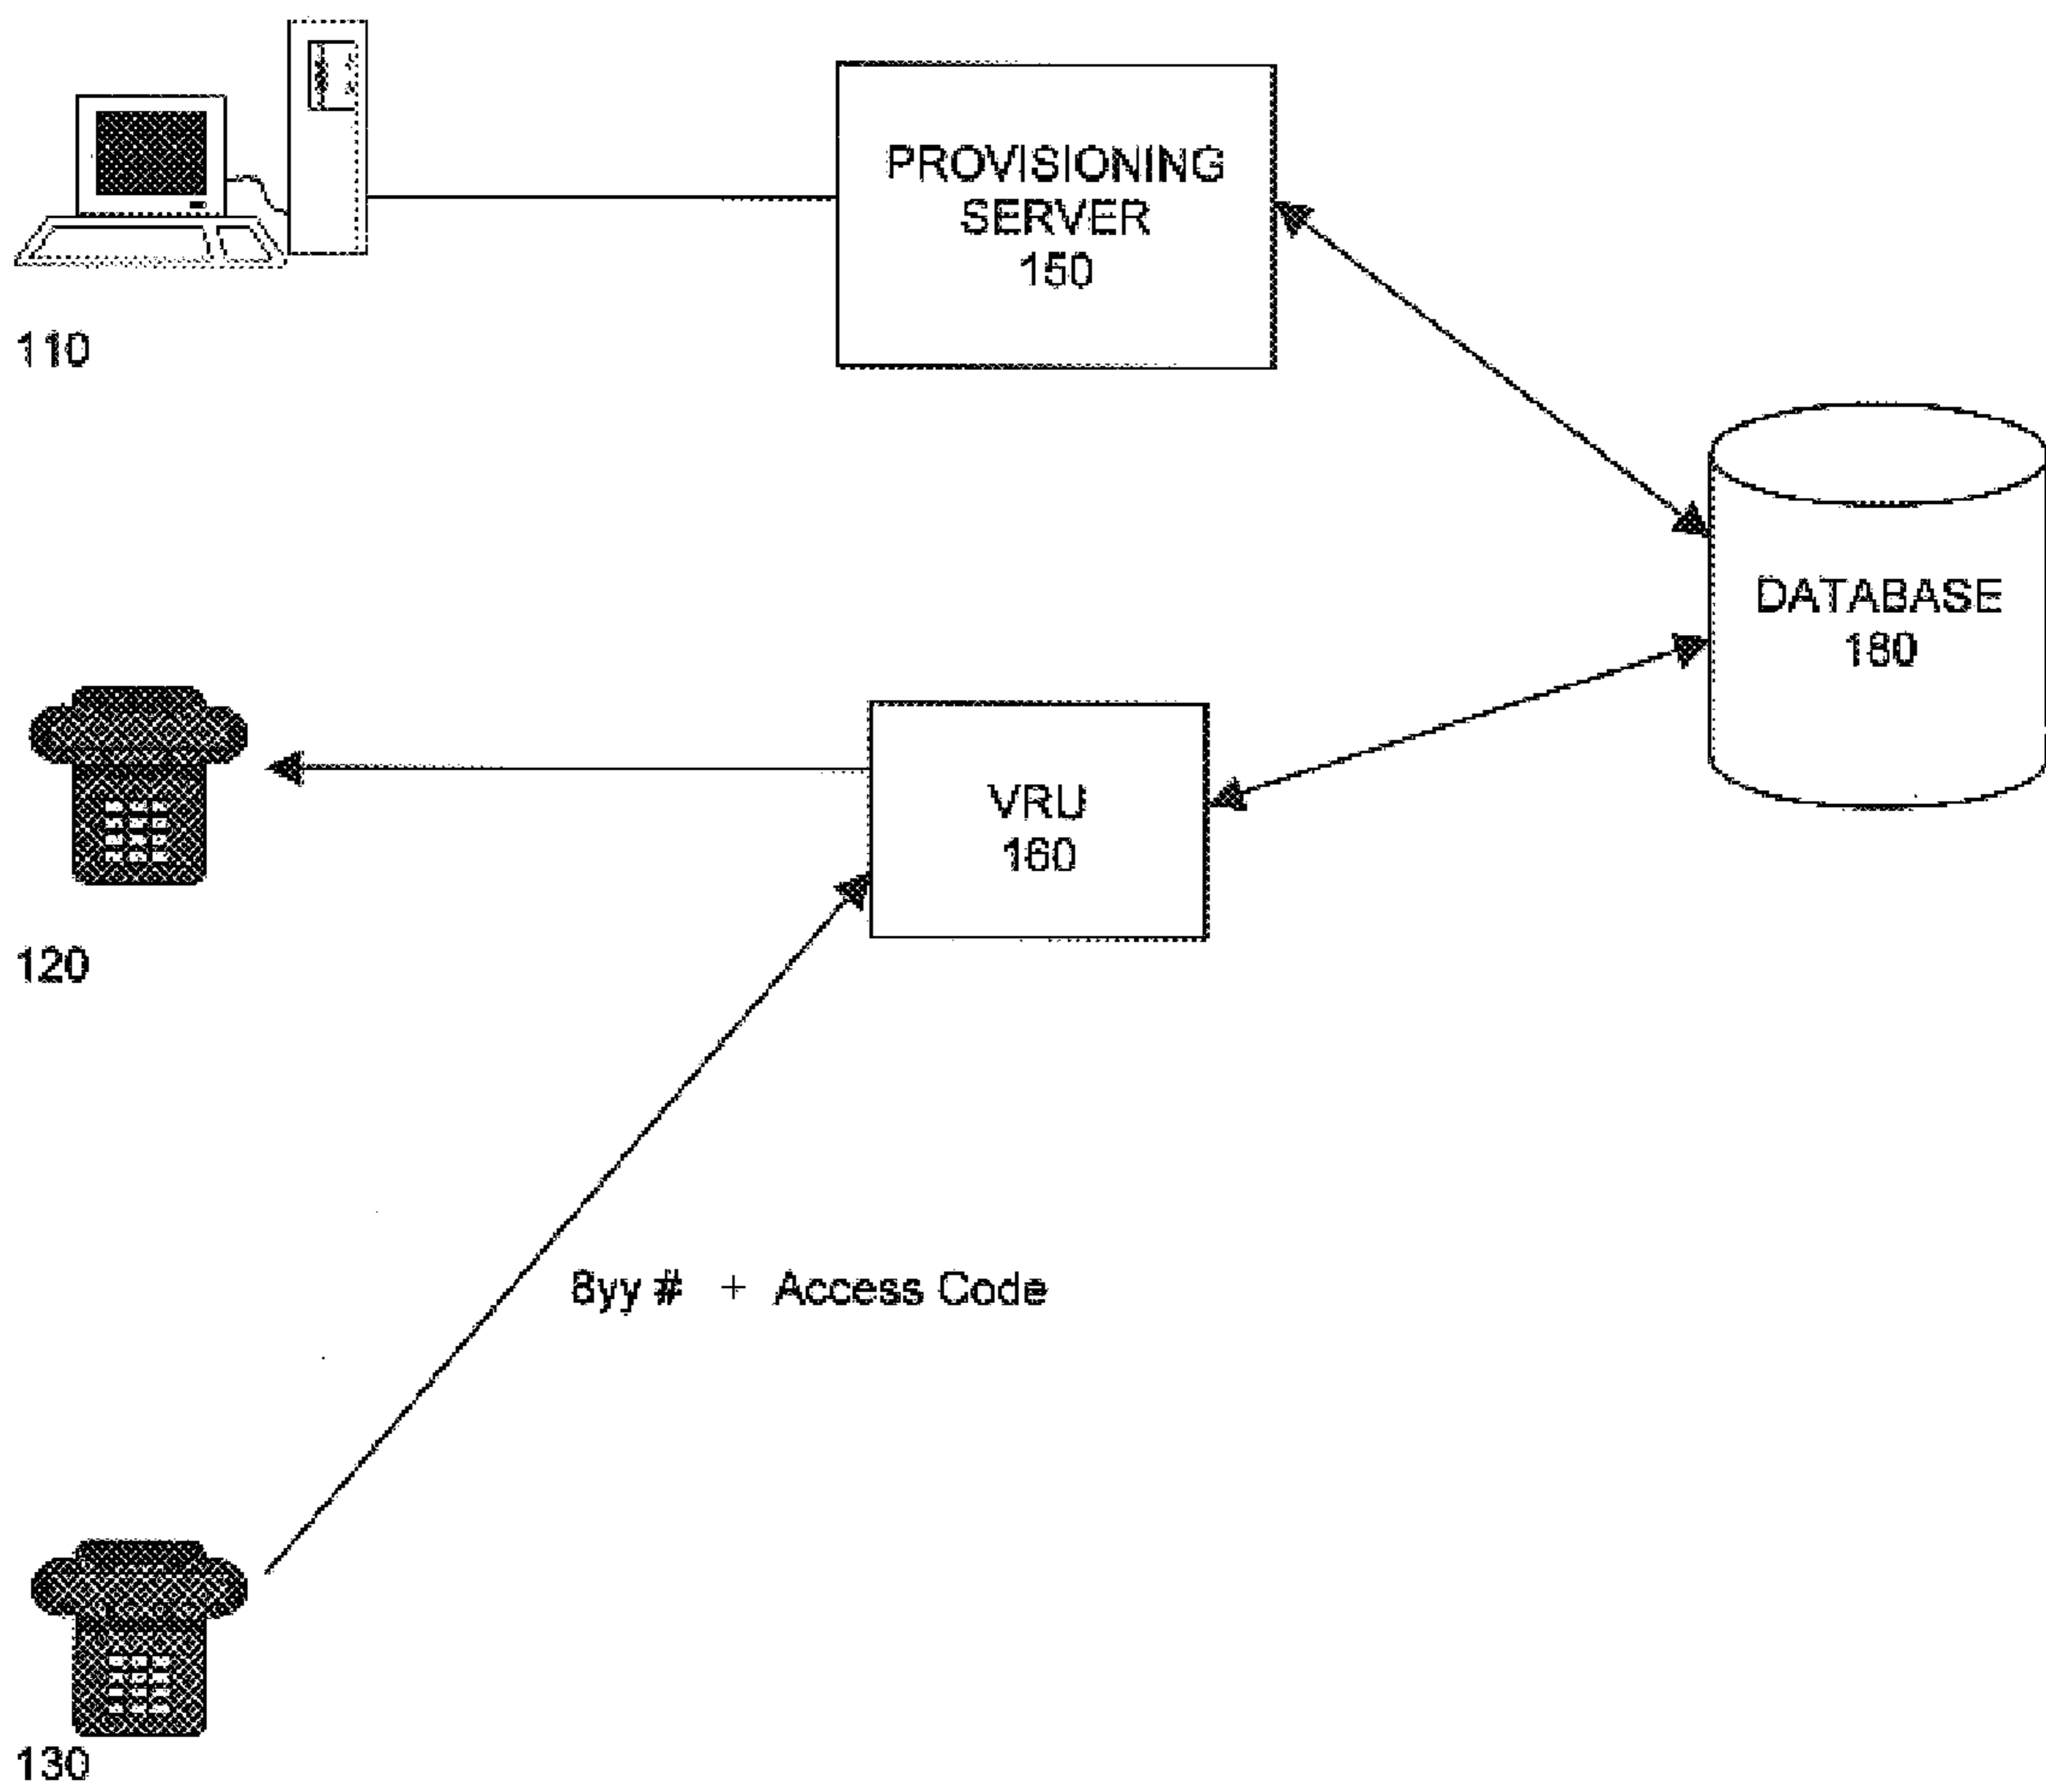 PROVISIONING
SERVER
150
110
DATABASE
180
VRU
160
120
8yy # + Access Code
130